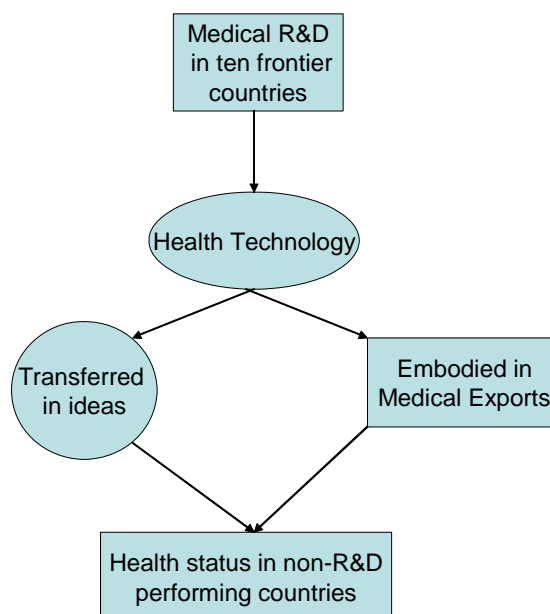 Medical R&D
in ten frontier
countries
Health Technology
Transferred
in ideas
Embodied in
Medical Exports
Health status in non-R&D
performing countries